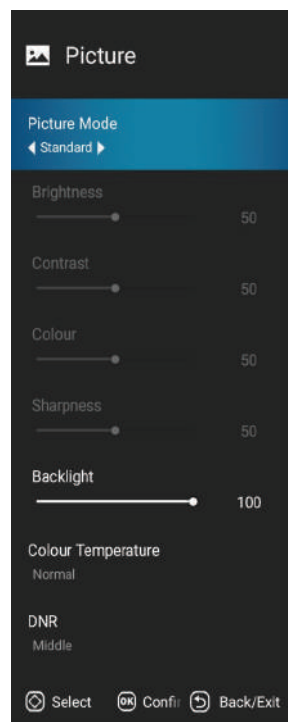 Picture
Picture Mode
Standard
Brightness
50
Contrast
50
Colour
50
Sharpness
50
Backlight
100
Colour Temperature
Normal
DNR
Middle
Select OK Confir Back/Exit